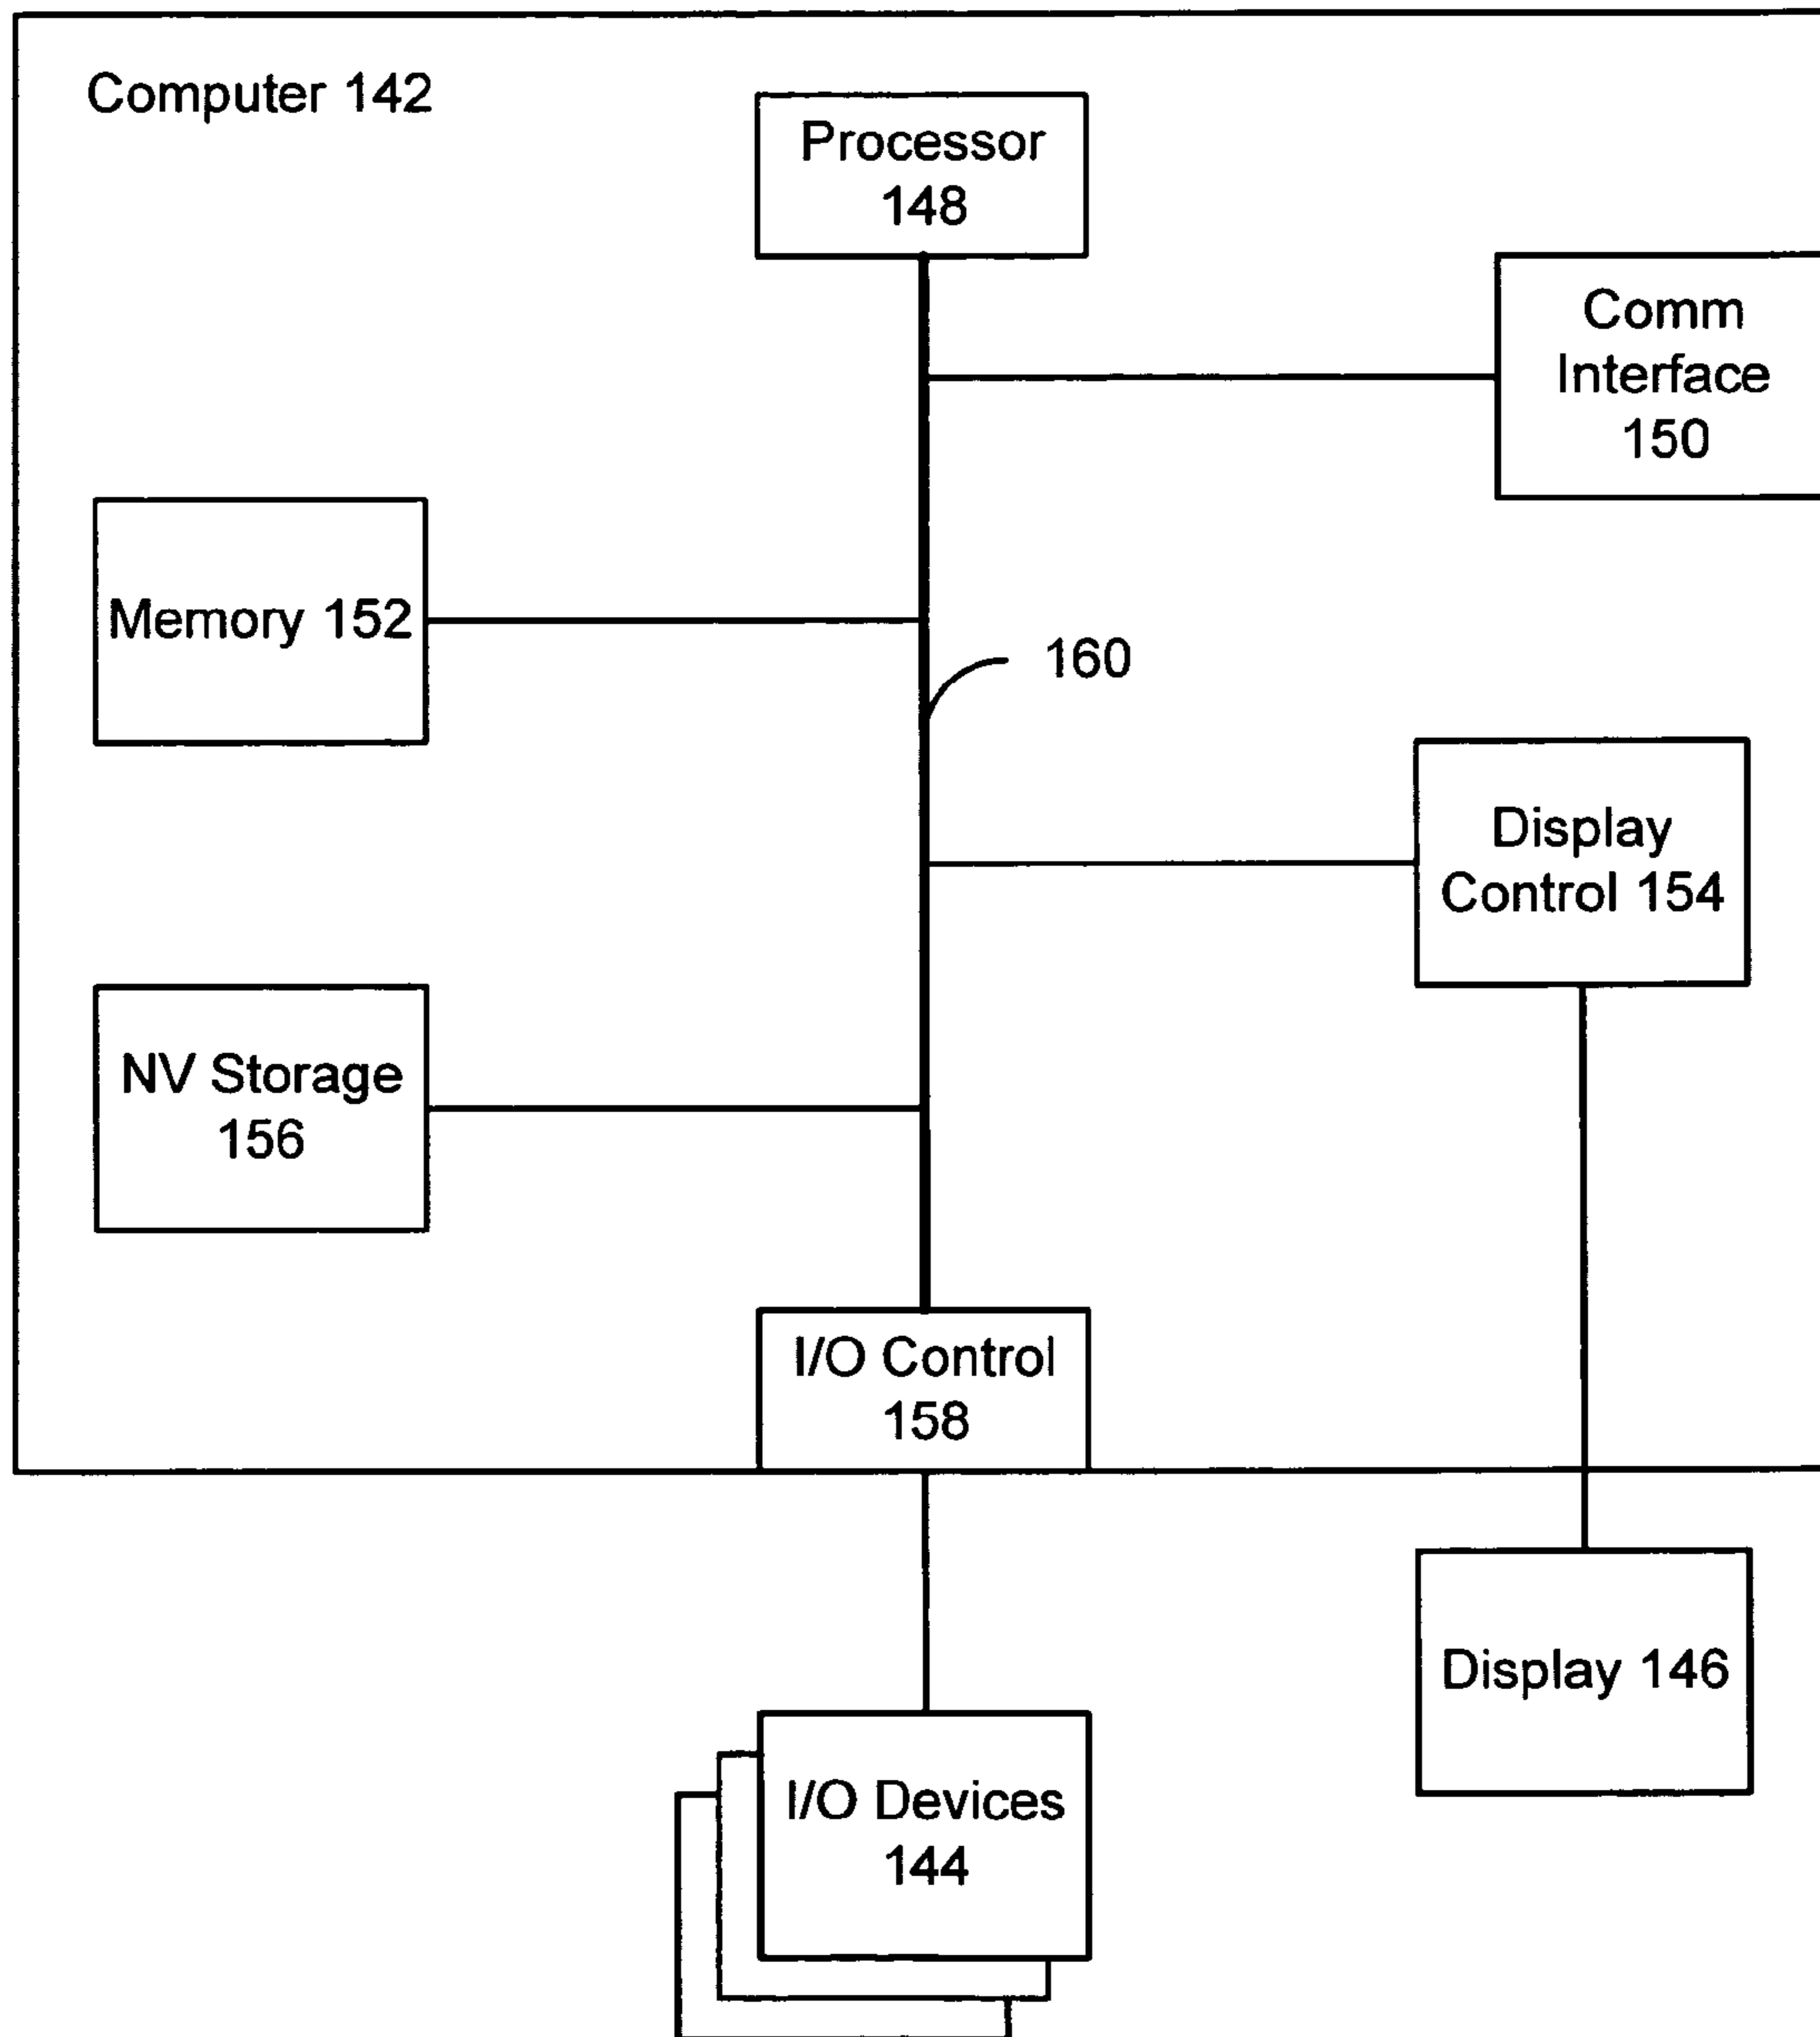 Computer 142
Processor
148
Comm
Interface
150
Memory 152
160
Display
Control 154
NV Storage
156
I/O Control
158
Display 146
I/O Devices
144